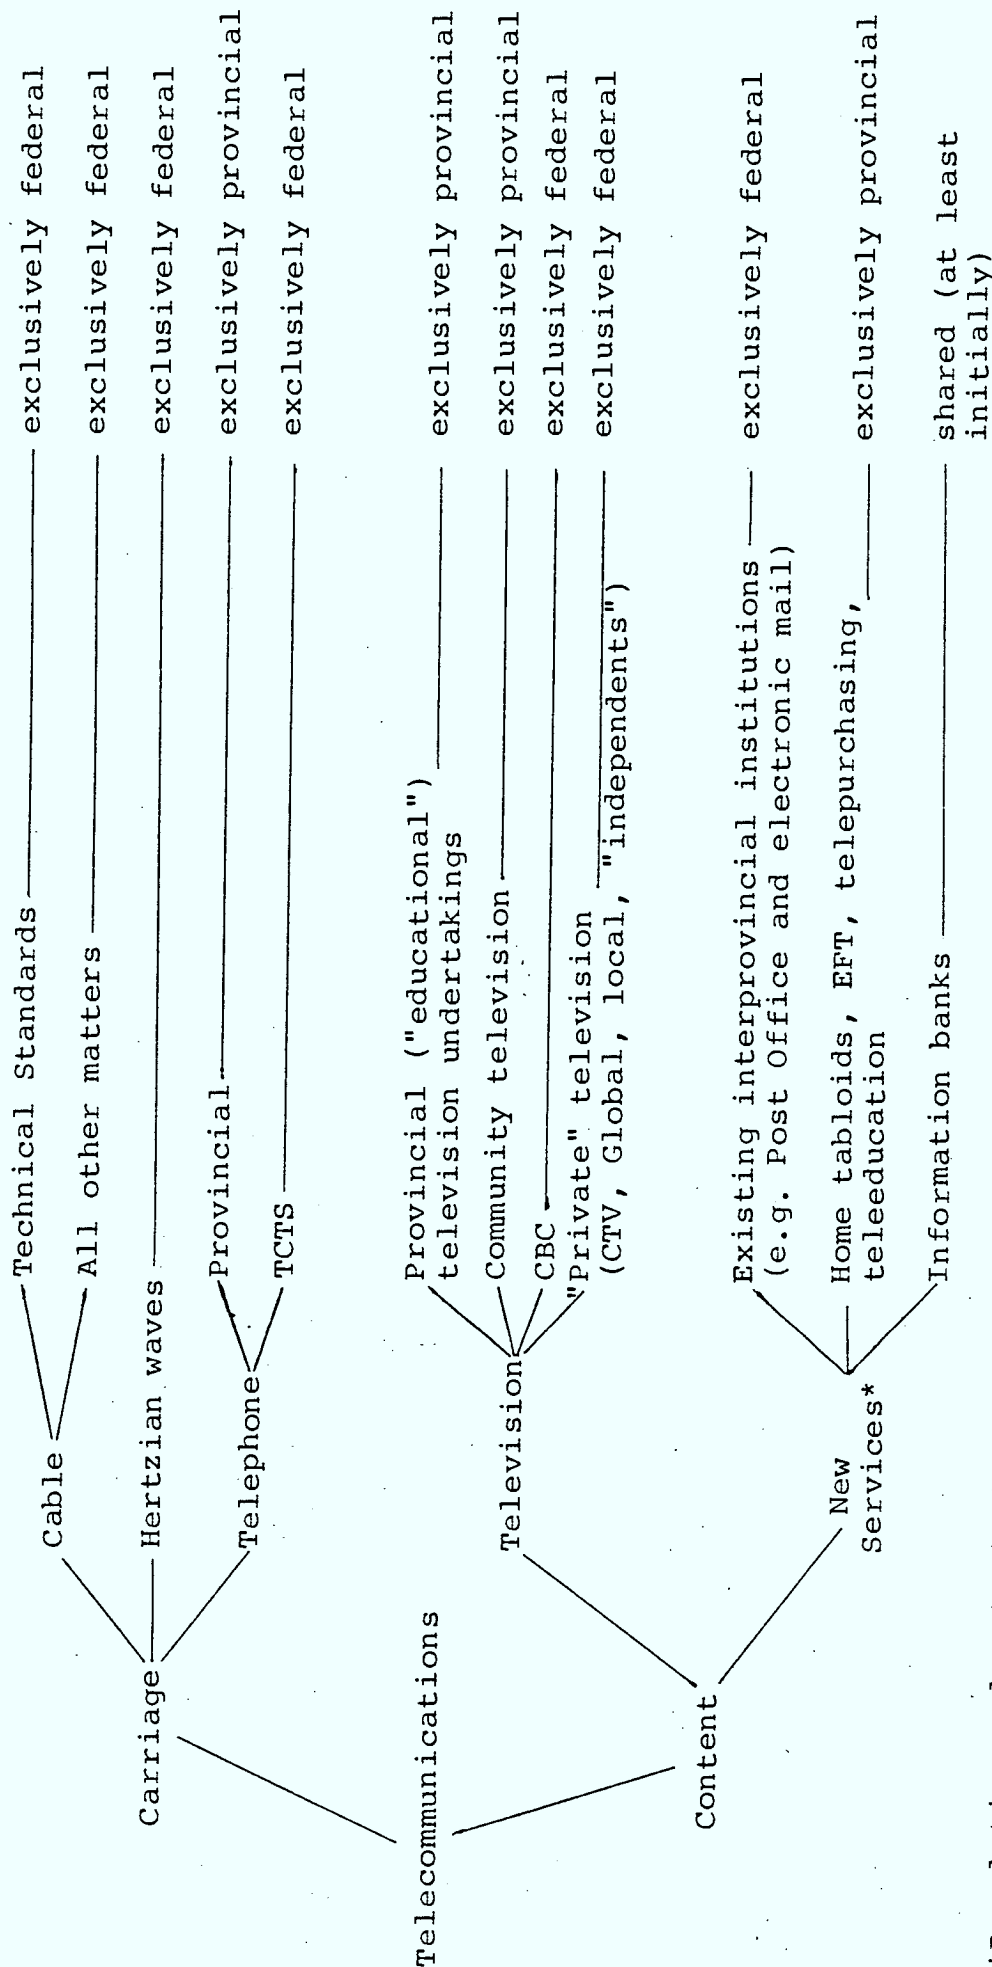 Telecommunications
Carriage
Cable
Technical Standards exclusively federal
All other matters exclusively federal
Hertzian waves exclusively federal
Telephone
Provincial exclusively provincial
TCTS exclusively federal
Content
Television
Provincial ("educational")
television undertakings exclusively provincial
Community television exclusively provincial
CBC exclusively federal
"Private" television exclusively federal
(CTV, Global, local, "independents")
New
Services*
Existing interprovincial institutions exclusively federal
(e.g. Post Office and electronic mail)
Home tabloids, EFT, telepurchasing, exclusively provincial
teleeducation
Information banks shared (at least
initially)